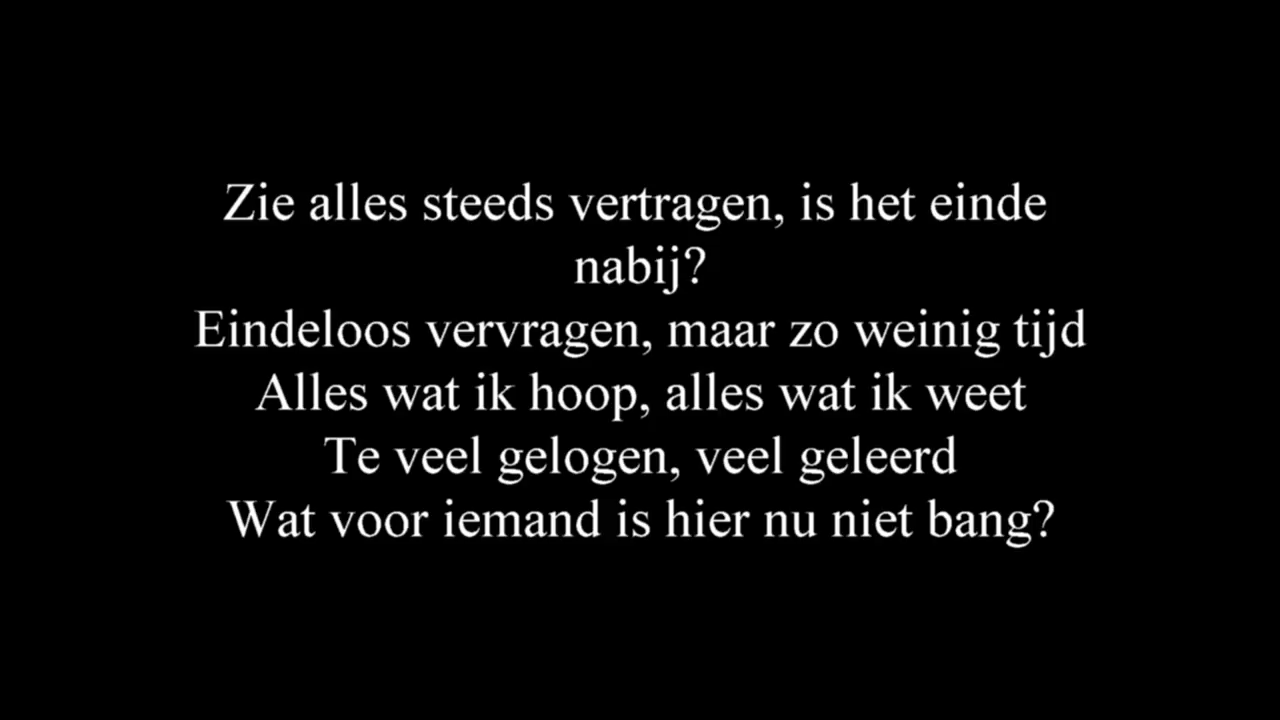 Zie alles steeds vertragen, is het einde
nabij?
Eindeloos vervragen, maar zo weinig tijd
Alles wat ik hoop, alles wat ik weet
Te veel gelogen, veel geleerd
Wat voor iemand is hier nu niet bang?